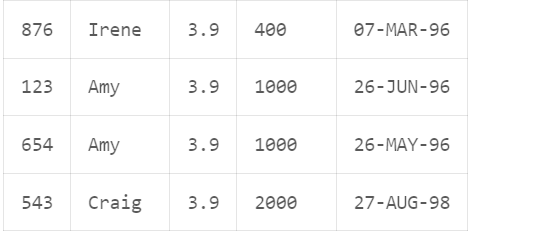 876 Irene 3.9 400 07-MAR-96
123 Amy 3.9 1000 26-JUN-96
654 Amy 3.9 1000 26-MAY-96
543 Craig 3.9 2000 27-AUG-98